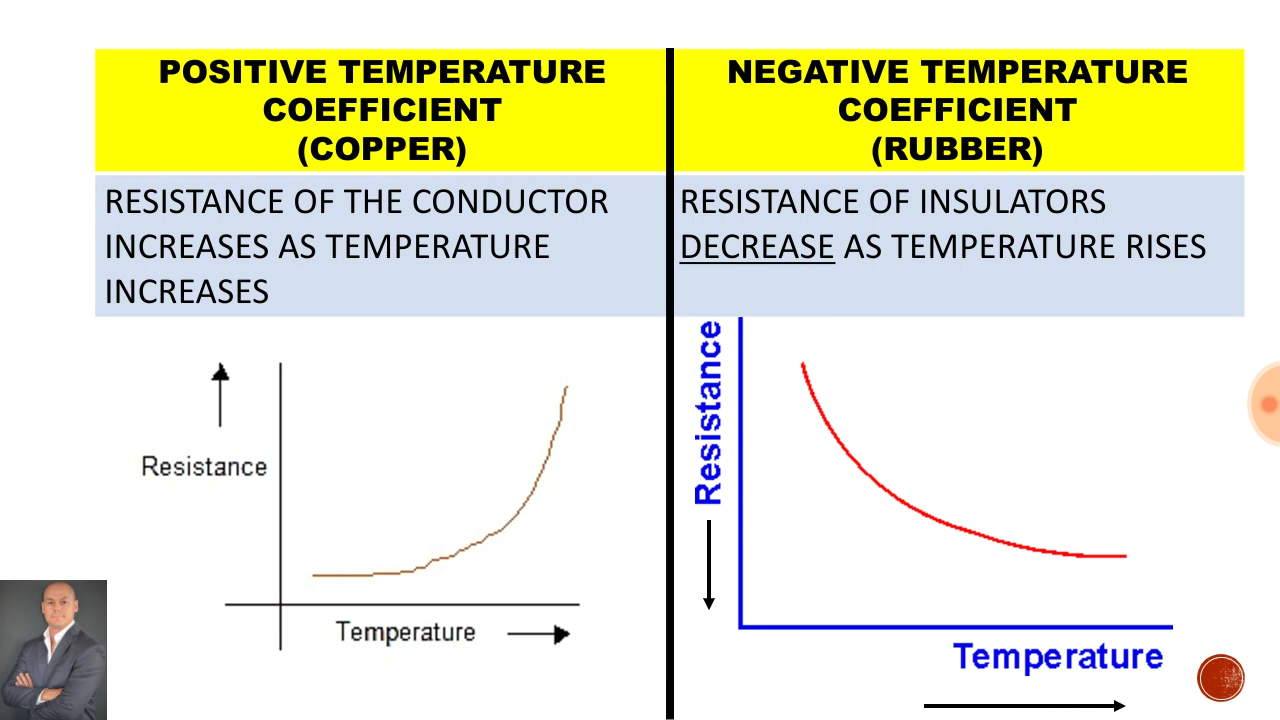 POSITIVE TEMPERATURE
COEFFICIENT
(COPPER)
NEGATIVE TEMPERATURE
COEFFICIENT
(RUBBER)
RESISTANCE OF THE CONDUCTOR
INCREASES AS TEMPERATURE
INCREASES
RESISTANCE OF INSULATORS
DECREASE AS TEMPERATURE RISES
Resistance
Temperature
Resistance
Temperature